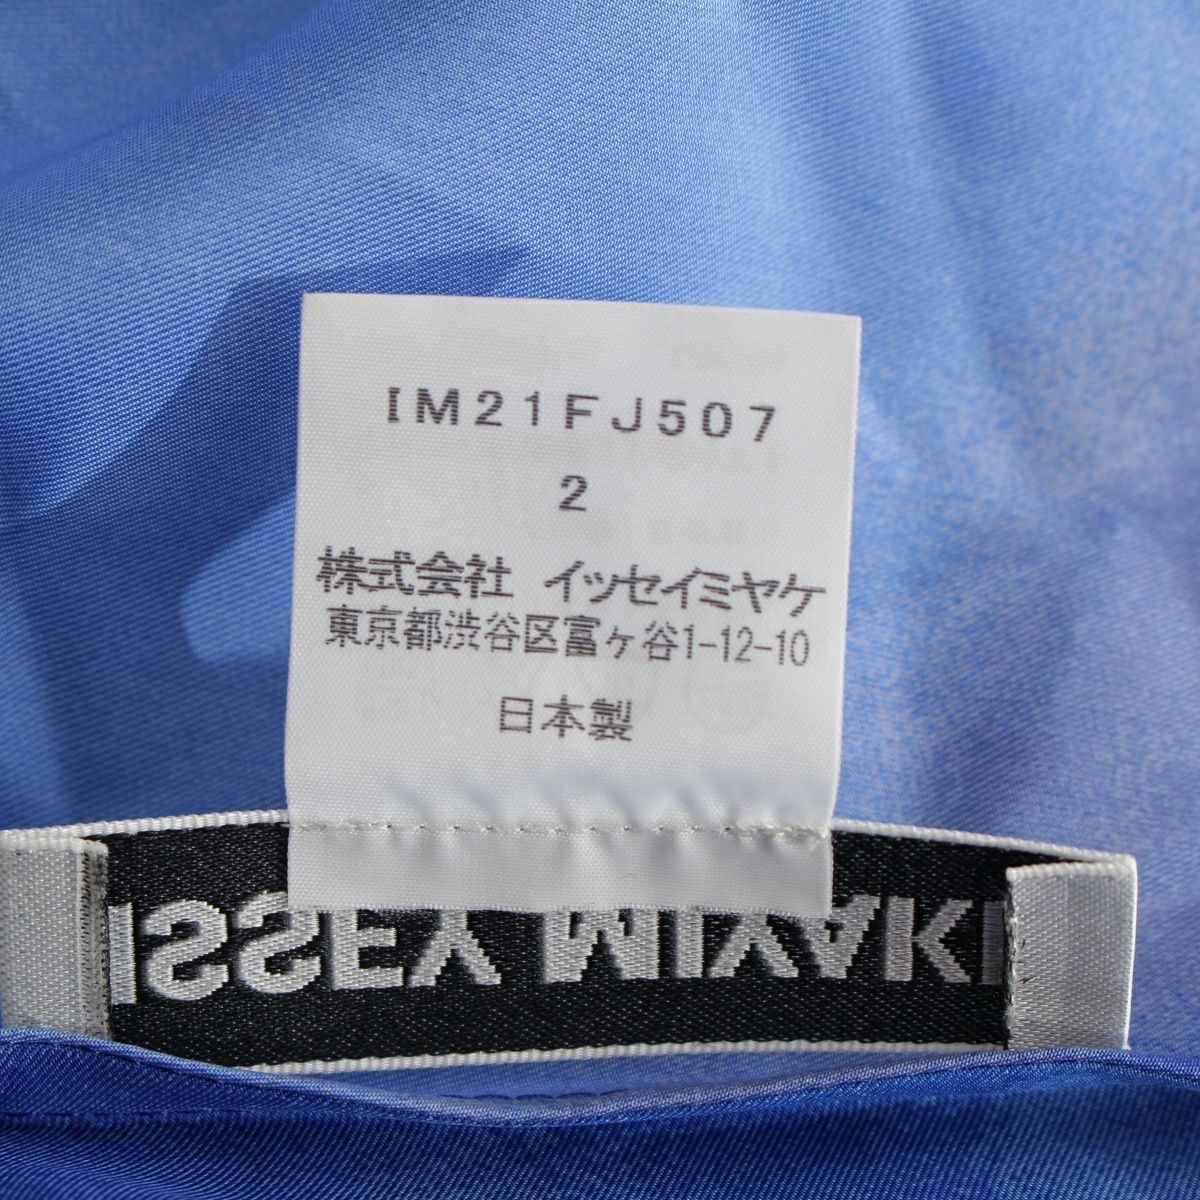 IM21FJ507
2
株式会社 イッセイミヤケ
東京都渋谷区富ヶ谷1-12-10
日本製
ISSEY MIYAKE